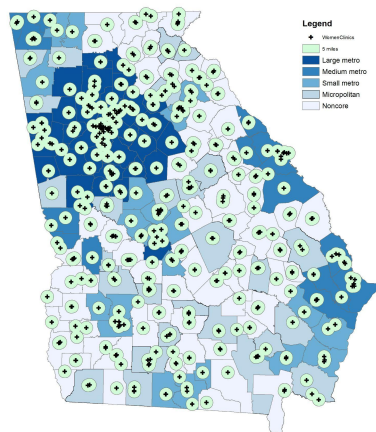 Legend
WomenClinics
5 miles
Large metro
Medium metro
Small metro
Micropolitan
Noncore